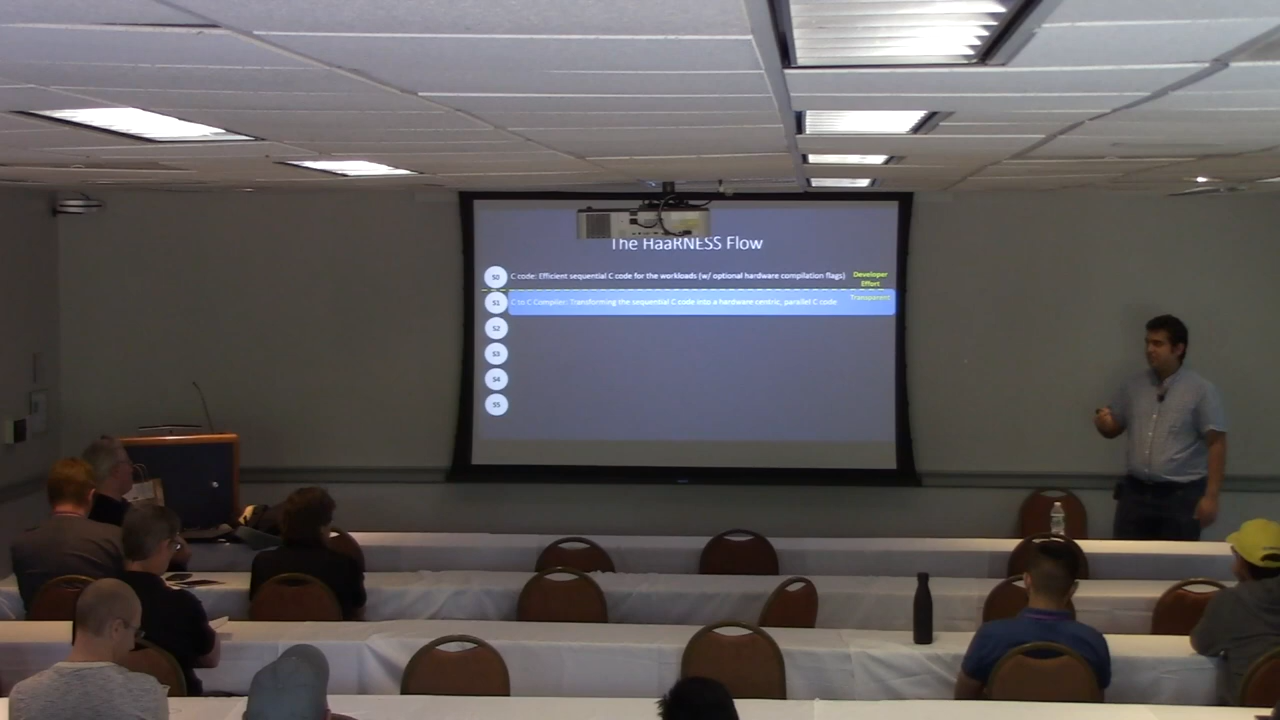 The HaaRNESS Flow
S0 C code: Efficient sequential C code for the workloads (w/ optional hardware compilation flags) Developer Effort
S1 C to C Compiler: Transforming the sequential C code into a hardware centric, parallel C code Transparent
S2
S3
S4
S5